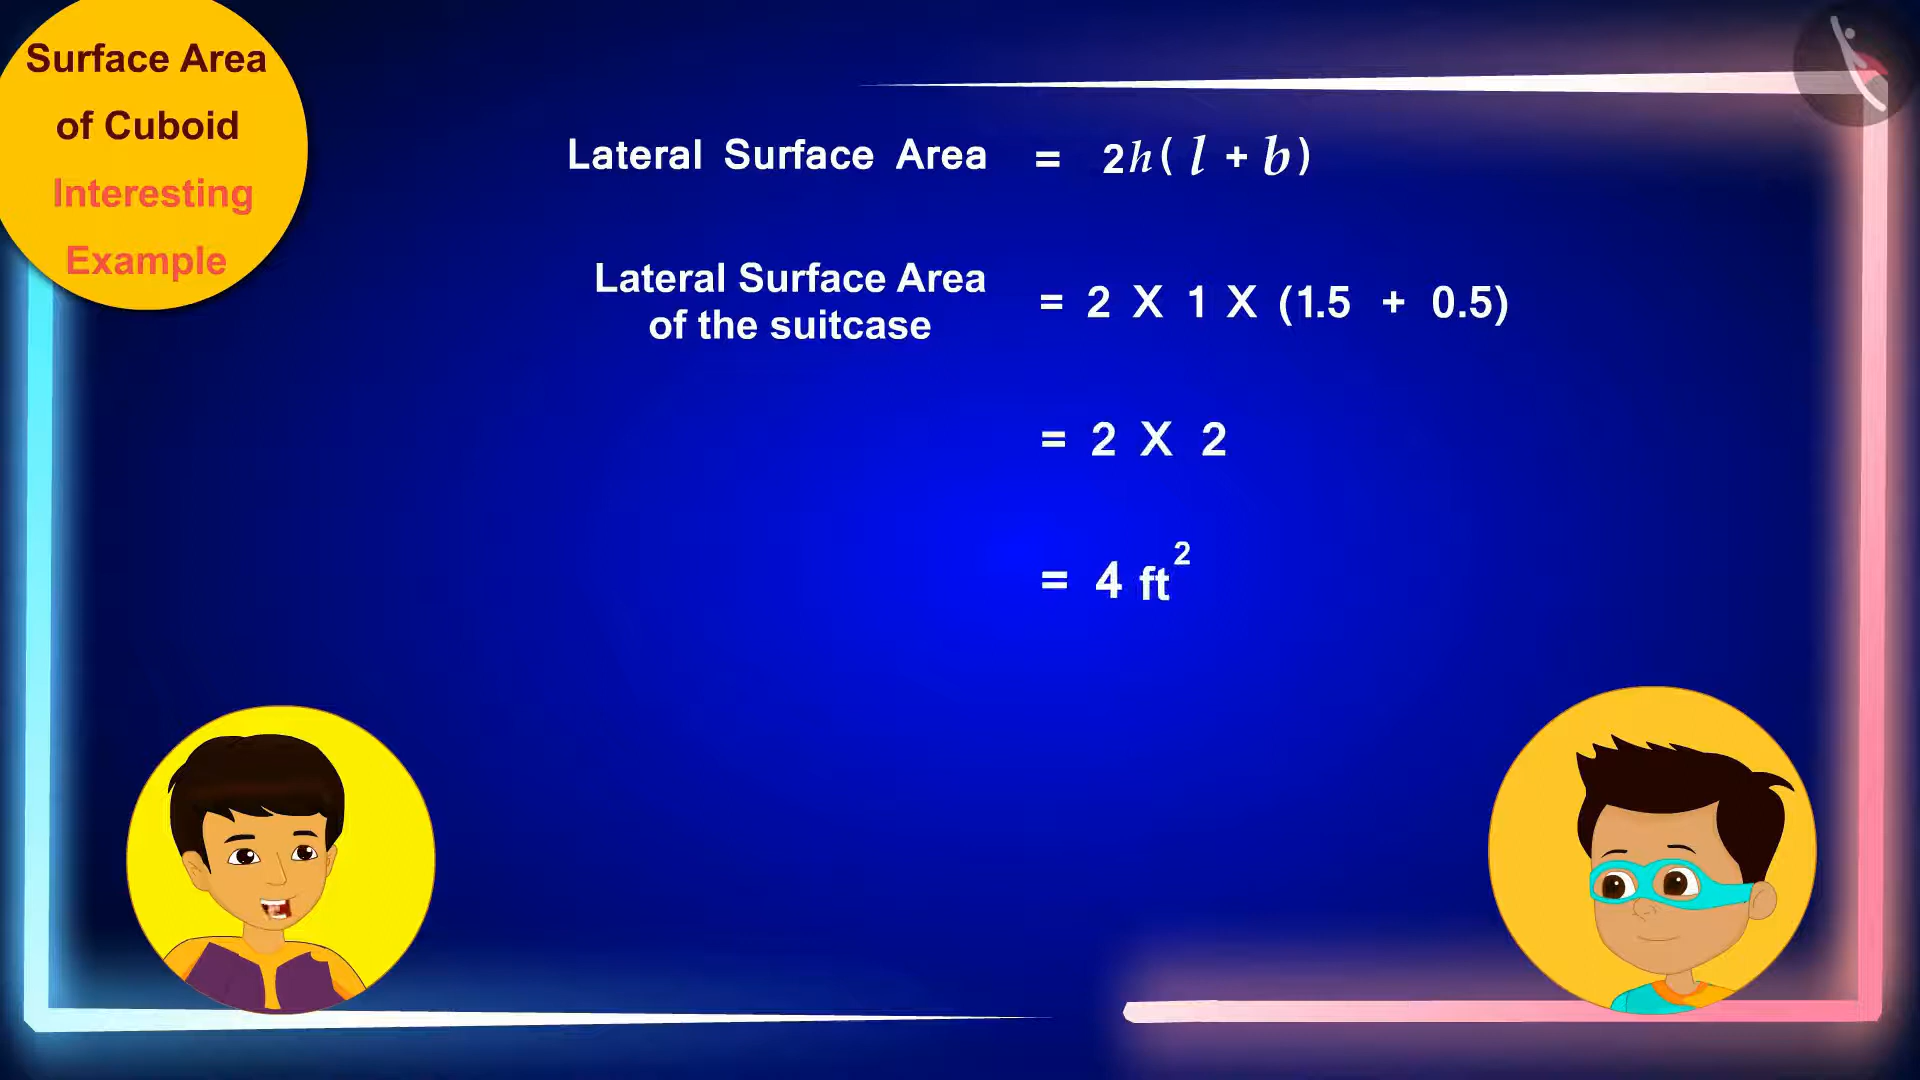 Surface Area
of Cuboid
Interesting
Example
Lateral Surface Area = 2h( l + b)
Lateral Surface Area
of the suitcase = 2 X 1 X (1.5 + 0.5)
= 2 X 2
= 4 ft²